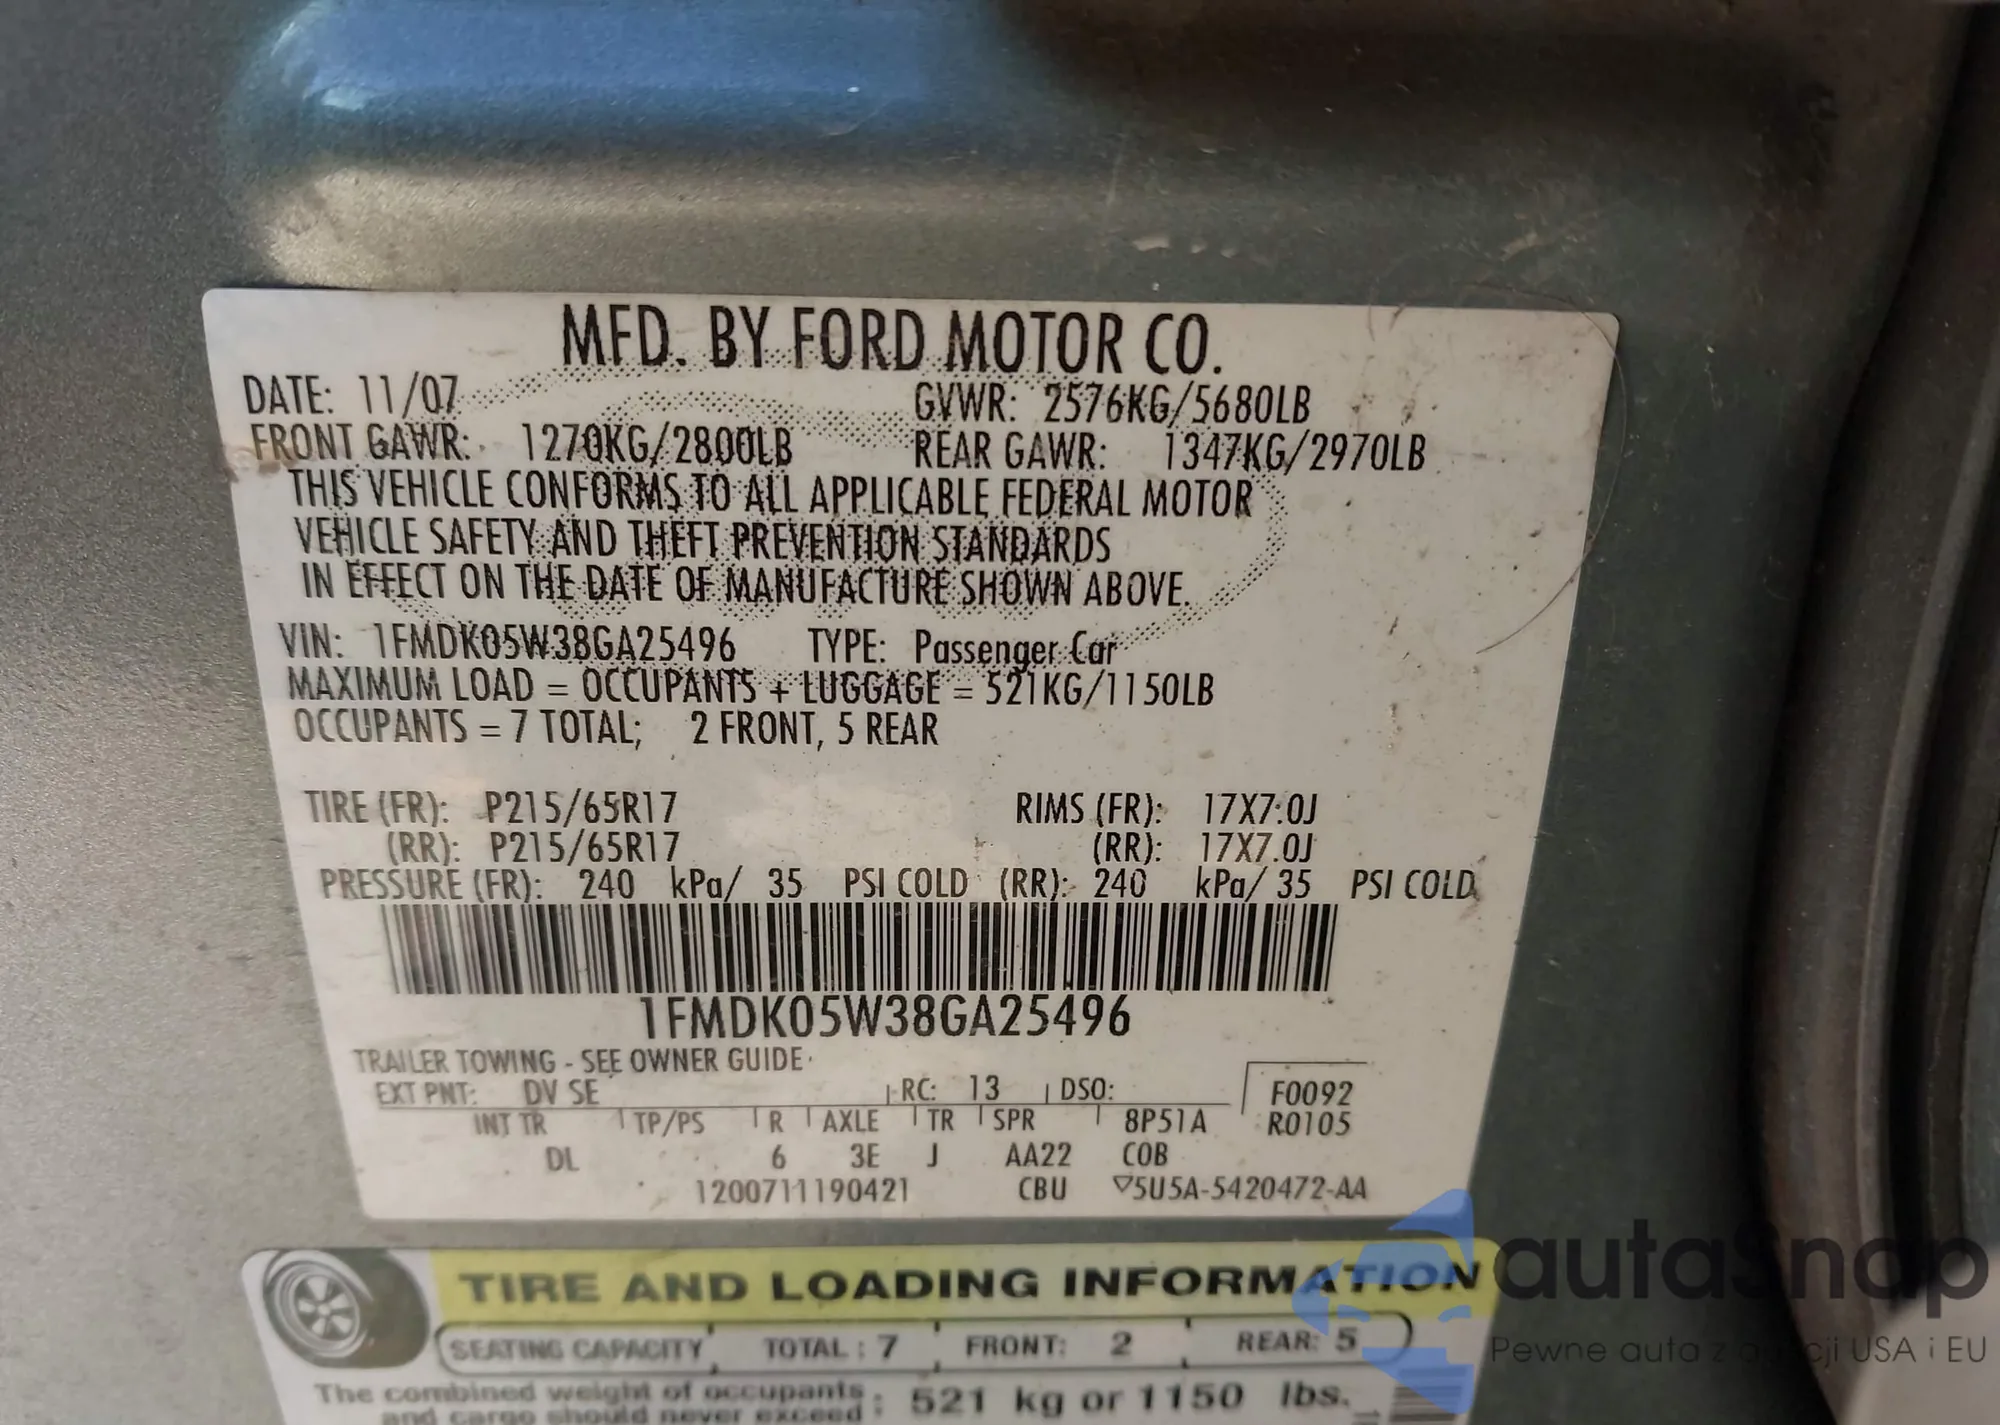 MFD. BY FORD MOTOR CO.
DATE: 11/07 GVWR: 2576KG/5680LB
FRONT GAWR: 1270KG/2800LB REAR GAWR: 1347KG/2970LB
THIS VEHICLE CONFORMS TO ALL APPLICABLE FEDERAL MOTOR
VEHICLE SAFETY AND THEFT PREVENTION STANDARDS
IN EFFECT ON THE DATE OF MANUFACTURE SHOWN ABOVE.
VIN: 1FMDK05W38GA25496 TYPE: Passenger Car
MAXIMUM LOAD = OCCUPANTS + LUGGAGE = 521KG/1150LB
OCCUPANTS = 7 TOTAL; 2 FRONT, 5 REAR
TIRE (FR): P215/65R17 RIMS (FR): 17X7.0J
(RR): P215/65R17 (RR): 17X7.0J
PRESSURE (FR): 240 kPa/ 35 PSI COLD (RR): 240 kPa/ 35 PSI COLD
1FMDK05W38GA25496
TRAILER TOWING - SEE OWNER GUIDE
EXT PNT: DV SE RC: 13 DSO: F0092
INT TR TP/PS R AXLE TR SPR 8P51A R0105
DL 6 3E J AA22 COB
1200711190421 CBU ▽5U5A-5420472-AA
TIRE AND LOADING INFORMATION
SEATING CAPACITY TOTAL : 7 FRONT: 2 REAR: 5
The combined weight of occupants
and cargo should never exceed : 521 kg or 1150 lbs.
autaSnap
Pewne auta z aukcji USA i EU